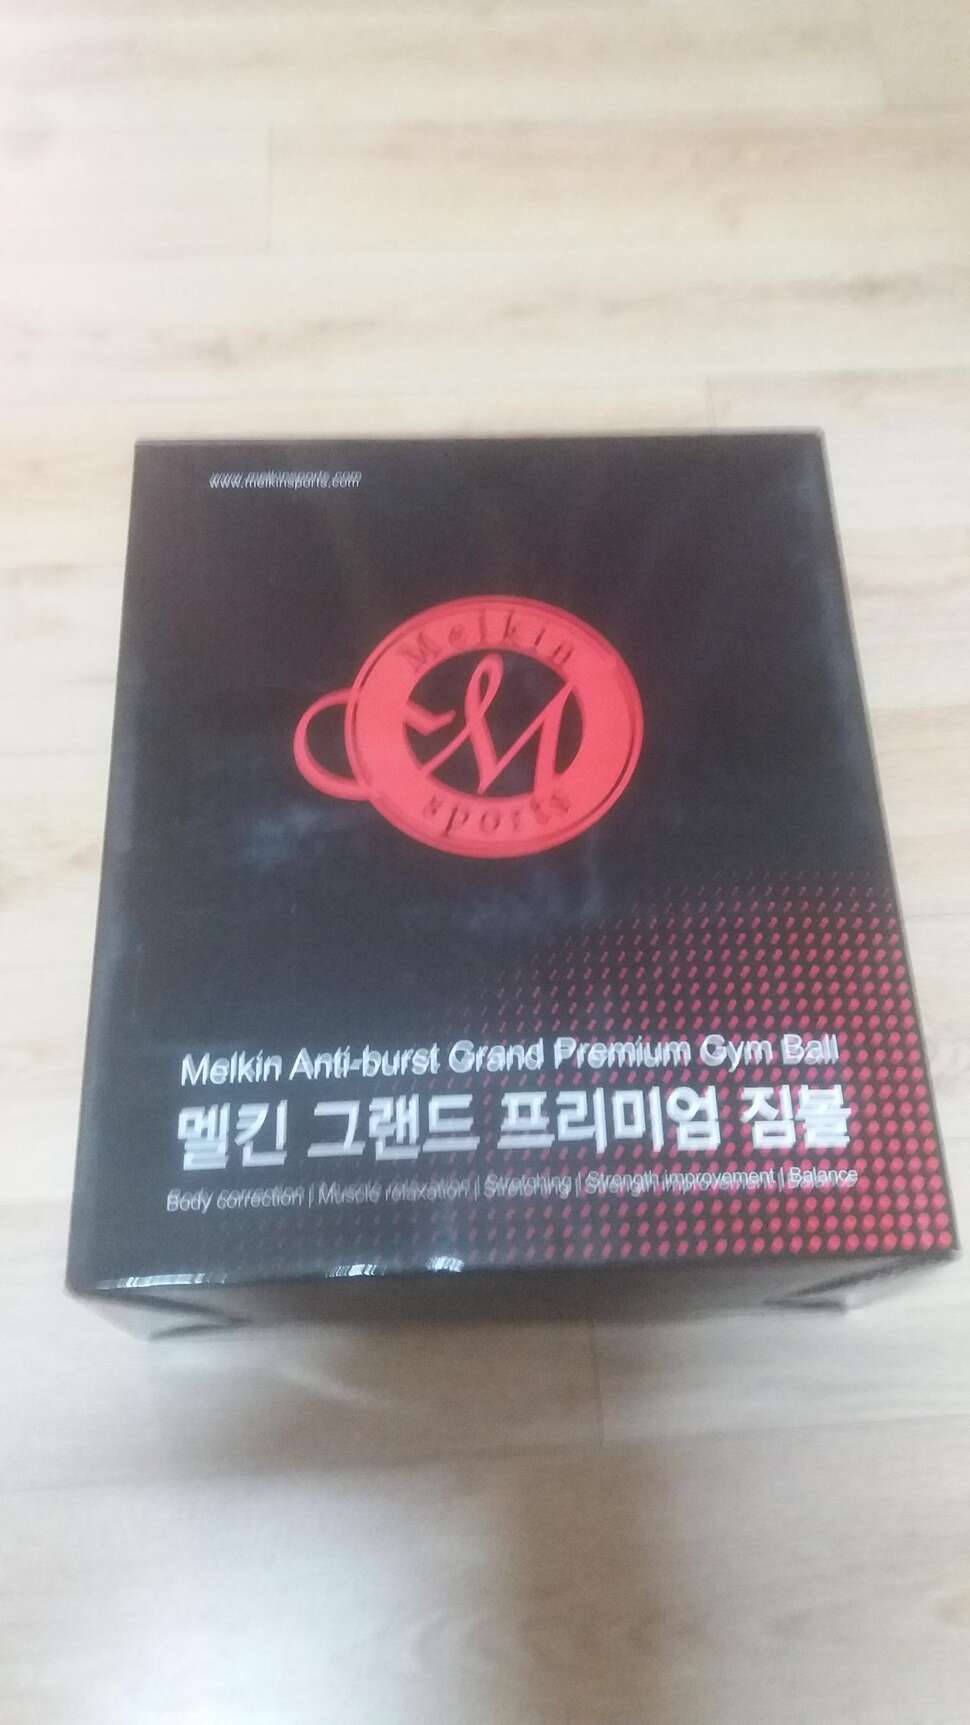 www.melkinsports.com
Melkin
M
sports
Melkin Anti-burst Grand Premium Gym Ball
멜킨 그랜드 프리미엄 짐볼
Body correction | Muscle relaxation | Stretching | Strength improvement | Balance